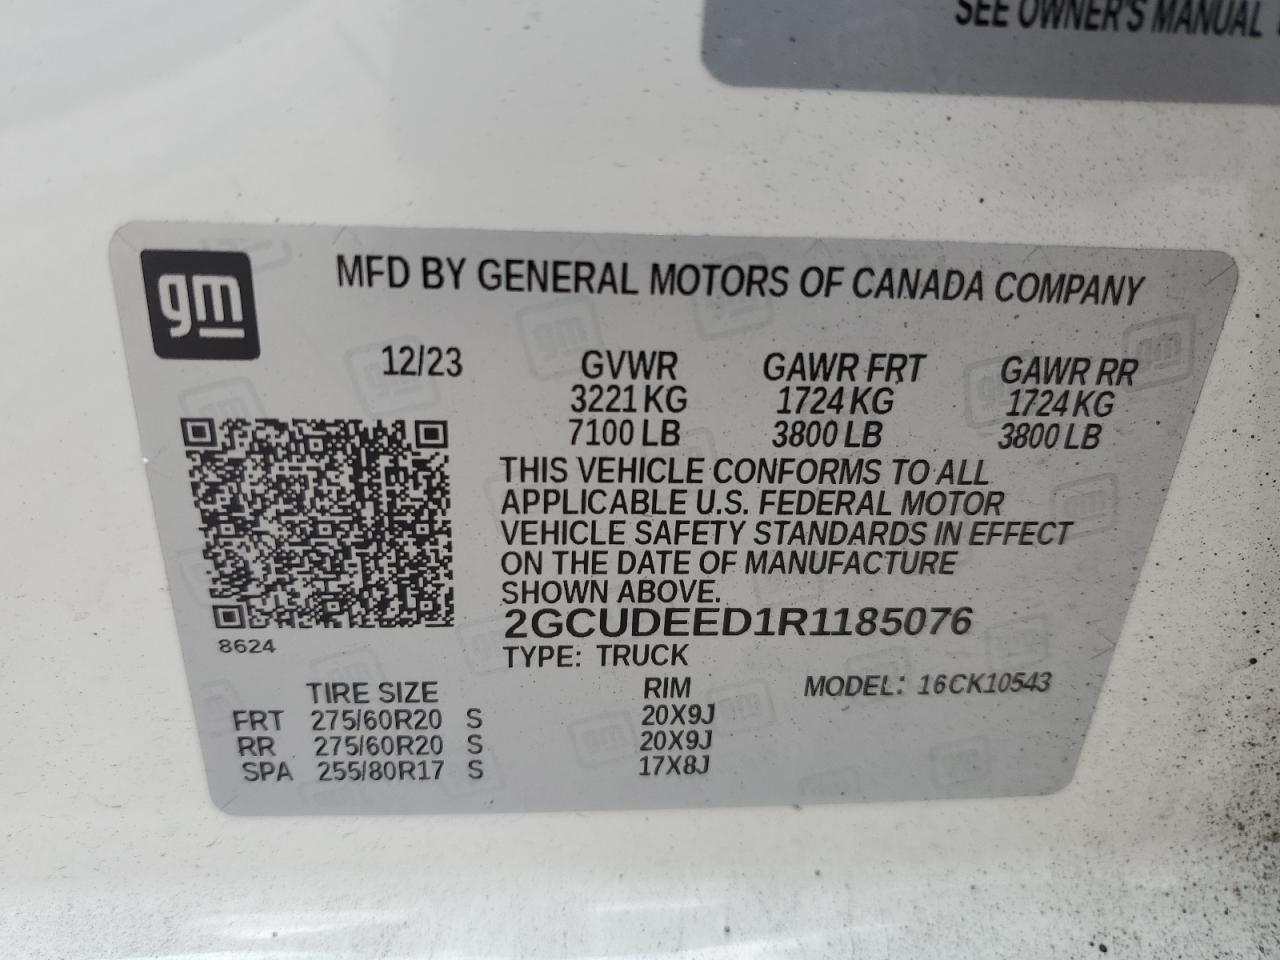 SEE OWNER'S MANUAL
gm
MFD BY GENERAL MOTORS OF CANADA COMPANY
12/23 GVWR GAWR FRT GAWR RR
3221 KG 1724 KG 1724 KG
7100 LB 3800 LB 3800 LB
THIS VEHICLE CONFORMS TO ALL
APPLICABLE U.S. FEDERAL MOTOR
VEHICLE SAFETY STANDARDS IN EFFECT
ON THE DATE OF MANUFACTURE
SHOWN ABOVE.
2GCUDEED1R1185076
8624
TYPE: TRUCK
TIRE SIZE RIM MODEL: 16CK10543
FRT 275/60R20 S 20X9J
RR 275/60R20 S 20X9J
SPA 255/80R17 S 17X8J